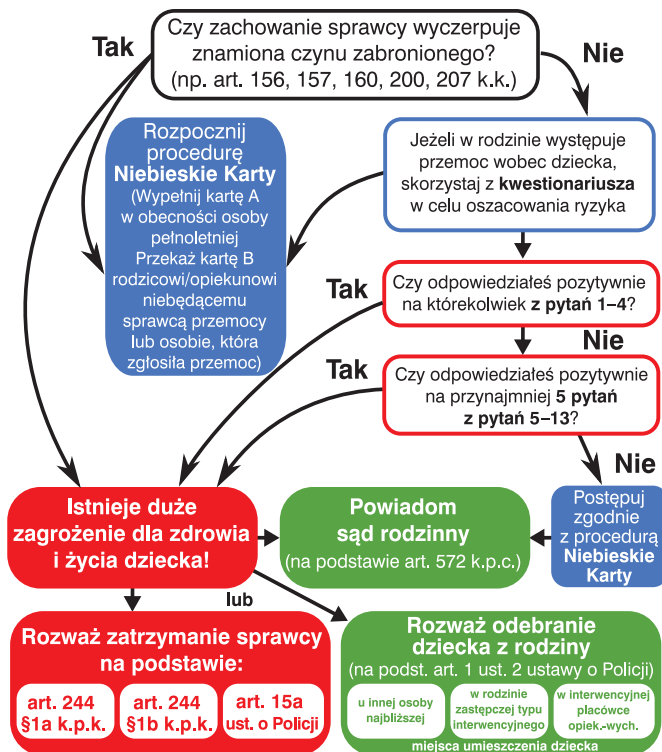 Czy zachowanie sprawcy wyczerpuje
znamiona czynu zabronionego?
(np. art. 156, 157, 160, 200, 207 k.k.)
Tak
Nie
Rozpocznij
procedurę
Niebieskie Karty
(Wypełnij kartę A
w obecności osoby
pełnoletniej
Przekaż kartę B
rodzicowi/opiekunowi
niebędącemu
sprawcą przemocy
lub osobie, która
zgłosiła przemoc)
Jeżeli w rodzinie występuje
przemoc wobec dziecka,
skorzystaj z kwestionariusza
w celu oszacowania ryzyka
Tak
Czy odpowiedziałeś pozytywnie
na którekolwiek z pytań 1–4?
Nie
Tak
Czy odpowiedziałeś pozytywnie
na przynajmniej 5 pytań
z pytań 5–13?
Nie
Istnieje duże
zagrożenie dla zdrowia
i życia dziecka!
Powiadom
sąd rodzinny
(na podstawie art. 572 k.p.c.)
Postępuj
zgodnie
z procedurą
Niebieskie
Karty
lub
Rozważ zatrzymanie sprawcy
na podstawie:
art. 244
§1a k.p.k.
art. 244
§1b k.p.k.
art. 15a
ust. o Policji
Rozważ odebranie
dziecka z rodziny
(na podst. art. 1 ust. 2 ustawy o Policji)
u innej osoby
najbliższej
w rodzinie
zastępczej typu
interwencyjnego
w interwencyjnej
placówce
opiek.-wych.
miejsca umieszczenia dziecka